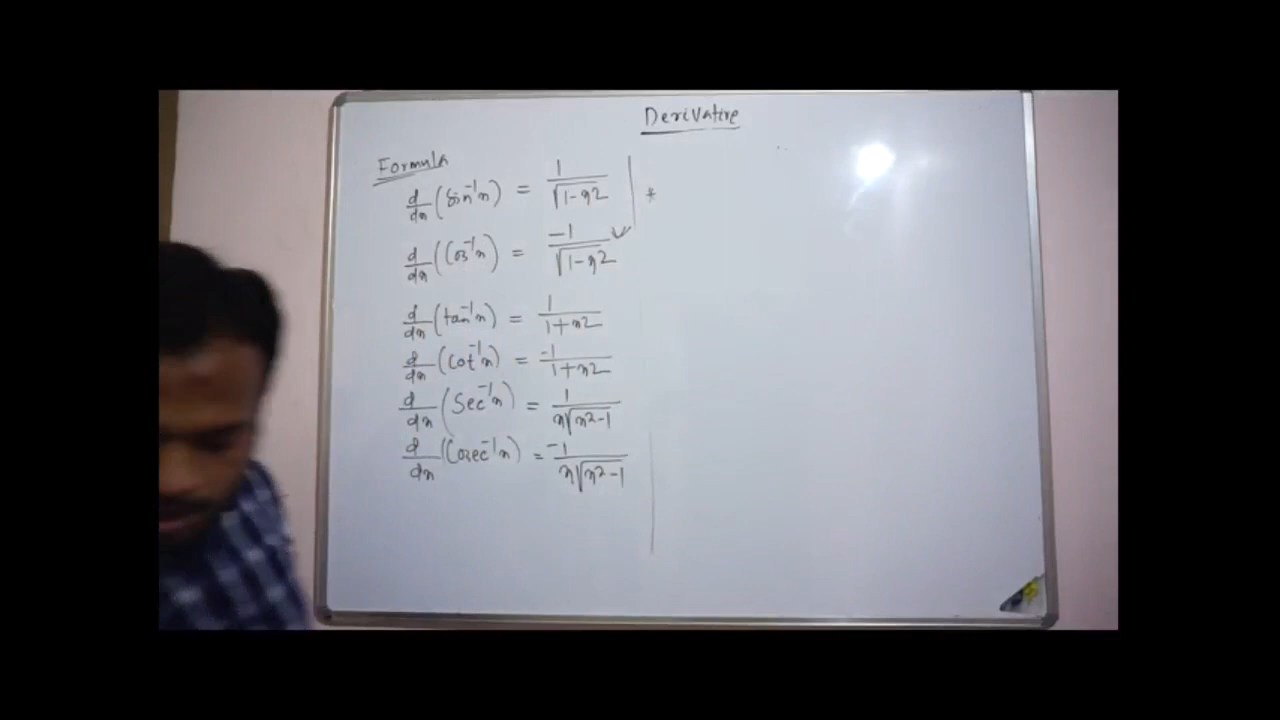 Derivative
Formula
d/dx (Sin⁻¹x) = 1/√1-x² *
d/dx (Cos⁻¹x) = -1/√1-x²
d/dx (tan⁻¹x) = 1/1+x²
d/dx (Cot⁻¹x) = -1/1+x²
d/dx (Sec⁻¹x) = 1/x√x²-1
d/dx (Cosec⁻¹x) = -1/x√x²-1